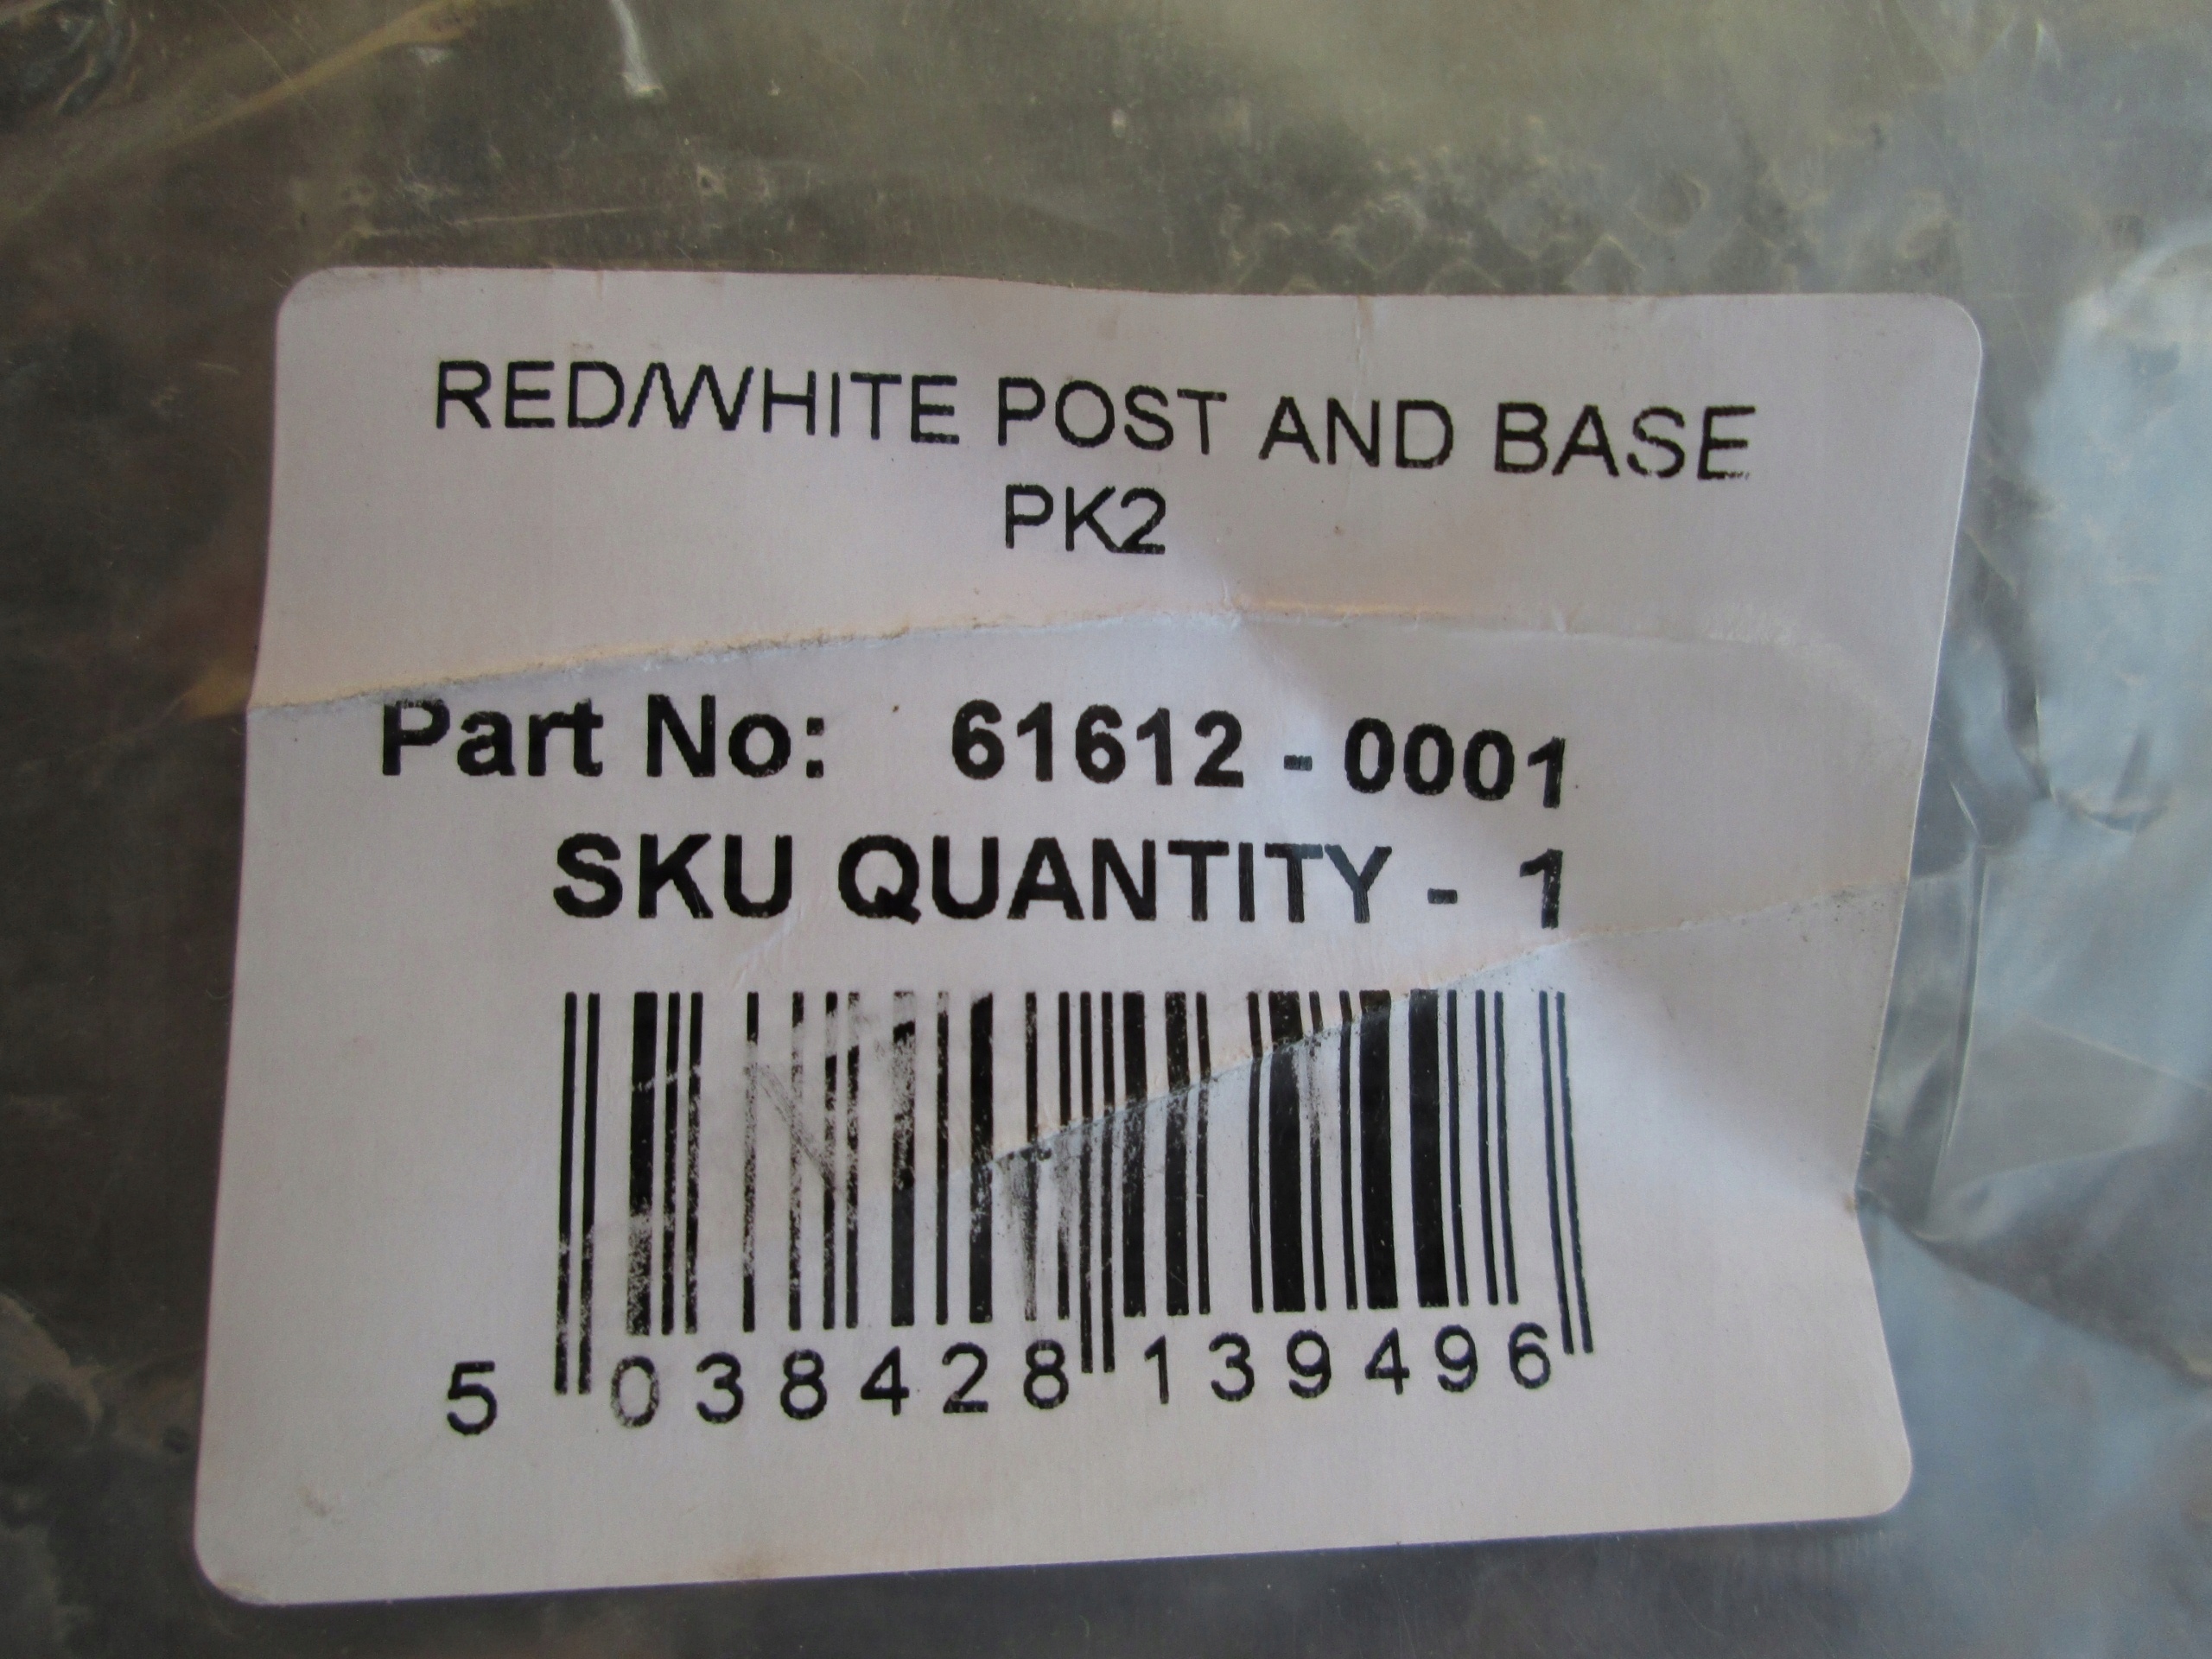 RED/WHITE POST AND BASE
PK2
Part No: 61612 - 0001
SKU QUANTITY - 1
5 038428 139496